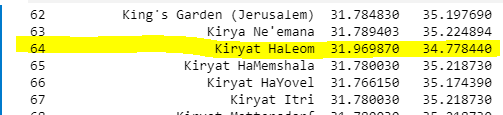 62 King's Garden (Jerusalem) 31.784830 35.197690
63 Kirya Ne'emana 31.789403 35.224894
64 Kiryat HaLeom 31.969870 34.778440
65 Kiryat HaMemshala 31.780030 35.218730
66 Kiryat HaYovel 31.766150 35.174390
67 Kiryat Itri 31.780030 35.218730